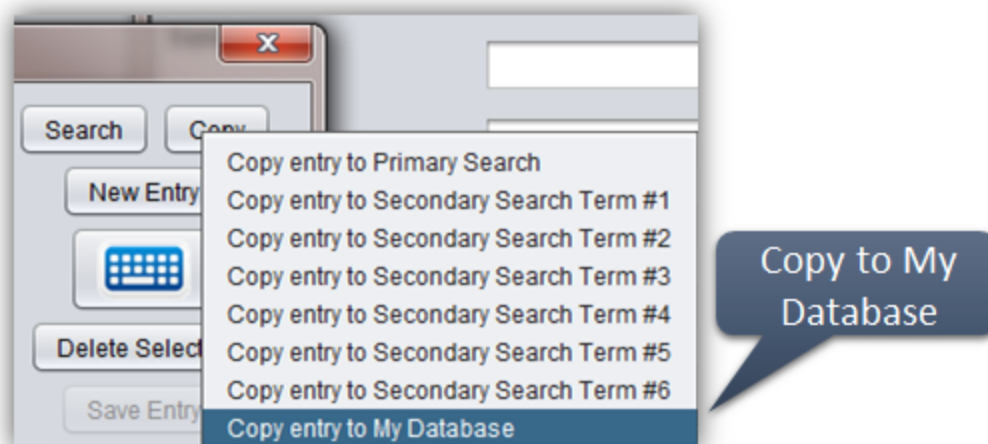 Search
Copy
New Entry
Delete Select
Save Entry
Copy entry to Primary Search
Copy entry to Secondary Search Term #1
Copy entry to Secondary Search Term #2
Copy entry to Secondary Search Term #3
Copy entry to Secondary Search Term #4
Copy entry to Secondary Search Term #5
Copy entry to Secondary Search Term #6
Copy entry to My Database
Copy to My
Database